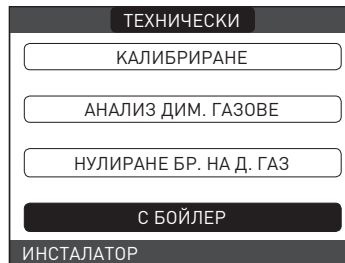 ТЕХНИЧЕСКИ
КАЛИБРИРАНЕ
АНАЛИЗ ДИМ. ГАЗОВЕ
НУЛИРАНЕ БР. НА Д. ГАЗ
С БОЙЛЕР
ИНСТАЛАТОР